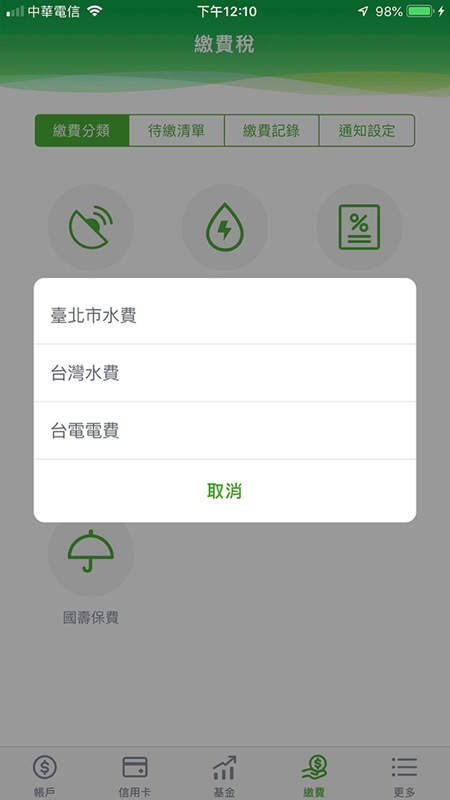 中華電信 下午12:10 98%
繳費稅
繳費分類 待繳清單 繳費記錄 通知設定
臺北市水費
台灣水費
台電電費
取消
國壽保費
帳戶 信用卡 基金 繳費 更多